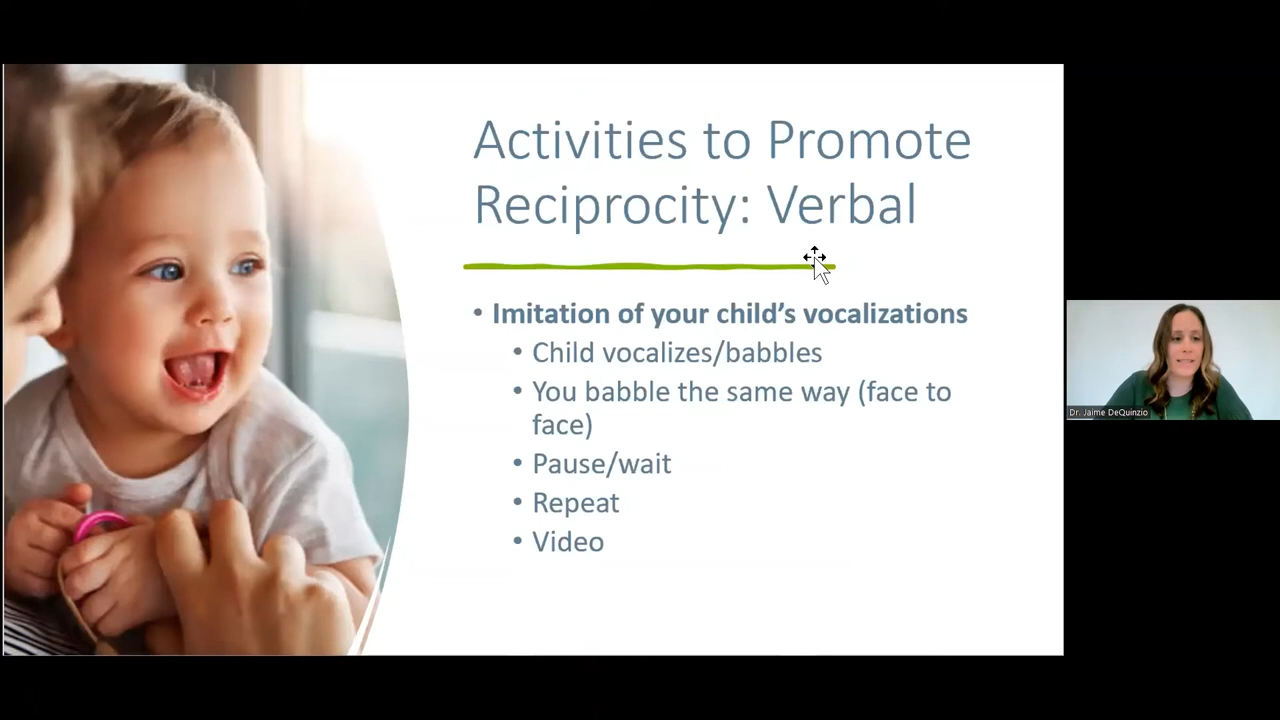 Activities to Promote
Reciprocity: Verbal
• Imitation of your child's vocalizations
• Child vocalizes/babbles
• You babble the same way (face to
face)
• Pause/wait
• Repeat
• Video
Dr. Jaime DeQuinzio